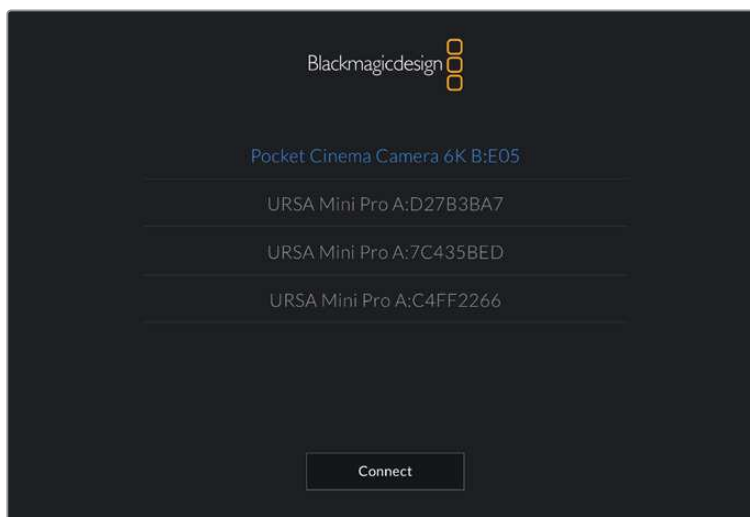 Blackmagicdesign
Pocket Cinema Camera 6K B:E05
URSA Mini Pro A:D27B3BA7
URSA Mini Pro A:7C435BED
URSA Mini Pro A:C4FF2266
Connect